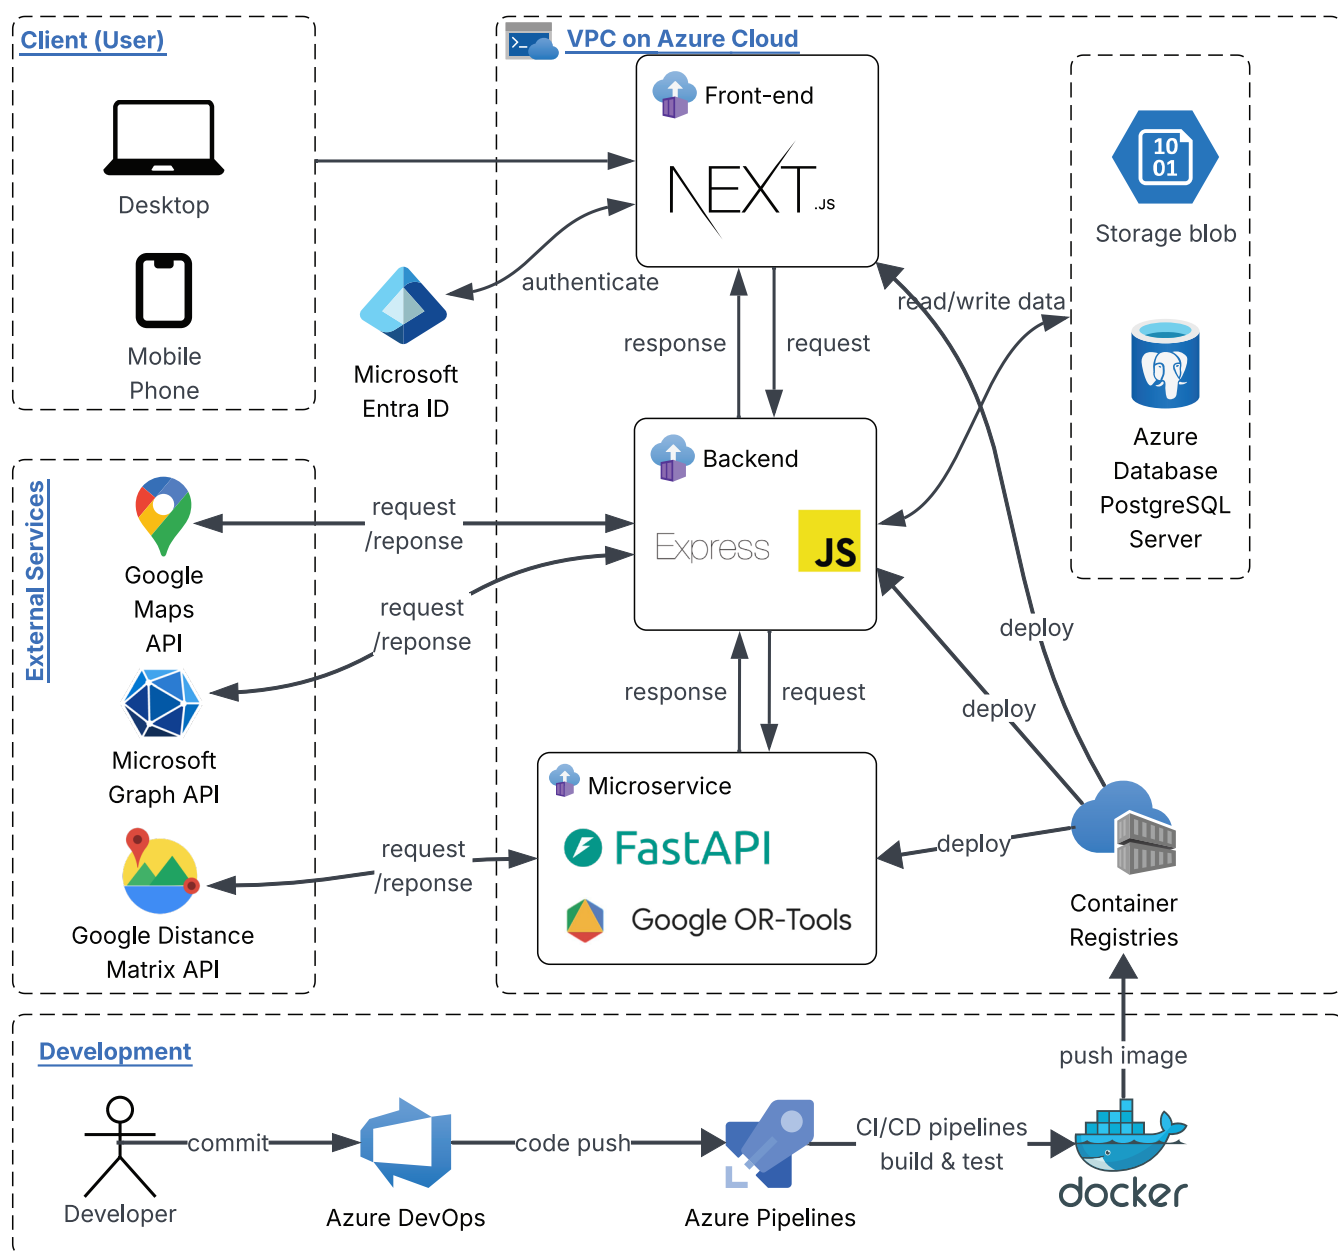 Client (User)
Desktop
Mobile
Phone
VPC on Azure Cloud
Front-end
NEXT.JS
authenticate
Microsoft
Entra ID
response
request
read/write data
10
01
Storage blob
Azure
Database
PostgreSQL
Server
External Services
Google
Maps
API
request
/reponse
Microsoft
Graph API
request
/reponse
Google Distance
Matrix API
request
/reponse
Backend
Express
JS
response
request
Microservice
FastAPI
Google OR-Tools
deploy
deploy
deploy
Container
Registries
Development
Developer
commit
Azure DevOps
code push
Azure Pipelines
CI/CD pipelines
build & test
push image
docker